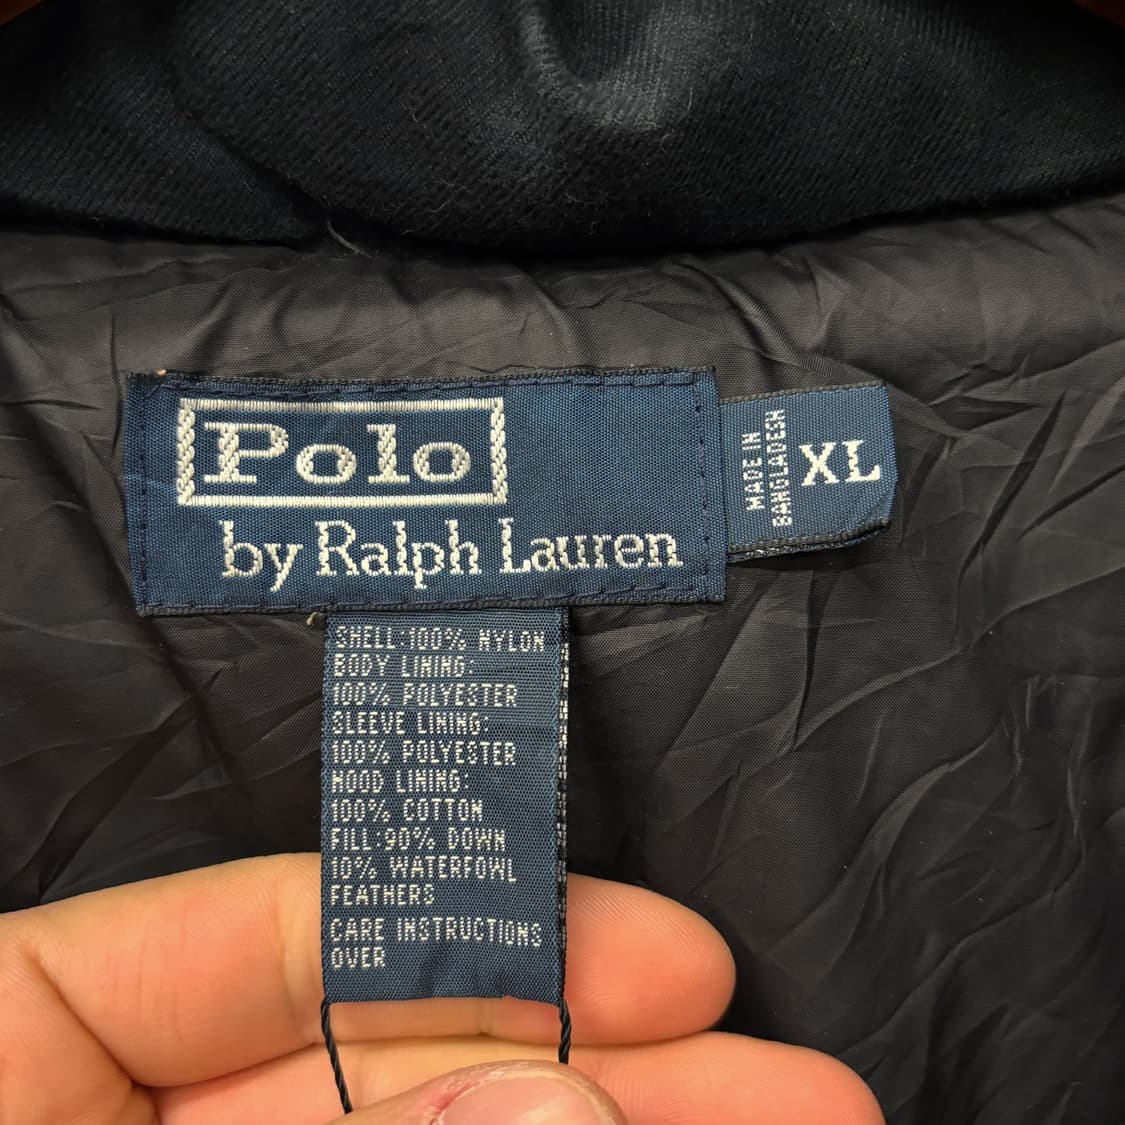 Polo
by Ralph Lauren
MADE IN
BANGLADESH
XL
SHELL:100% NYLON
BODY LINING:
100% POLYESTER
SLEEVE LINING:
100% POLYESTER
HOOD LINING:
100% COTTON
FILL:90% DOWN
10% WATERFOWL
FEATHERS
CARE INSTRUCTIONS
OVER